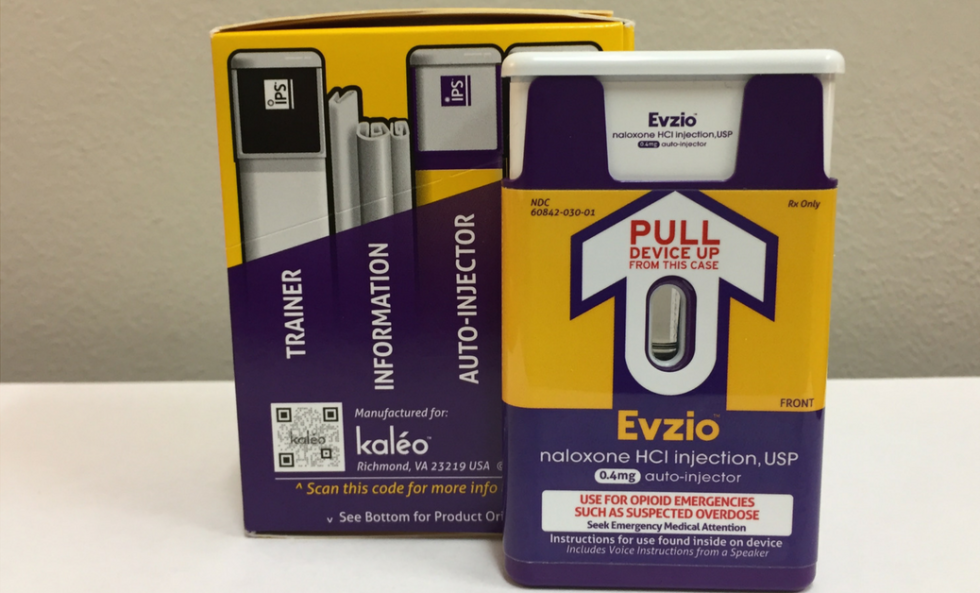 IPS
IPS
TRAINER
INFORMATION
AUTO-INJECTOR
kaléo
Manufactured for:
kaléo™
Richmond, VA 23219 USA
^ Scan this code for more info
v See Bottom for Product
Evzio™
naloxone HCl injection,USP
0.4mg auto-injector
NDC
60842-030-01
Rx Only
PULL
DEVICE UP
FROM THIS CASE
FRONT
Evzio™
naloxone HCl injection, USP
0.4mg auto-injector
USE FOR OPIOID EMERGENCIES
SUCH AS SUSPECTED OVERDOSE
Seek Emergency Medical Attention
Instructions for use found inside on device
Includes Voice Instructions from a Speaker